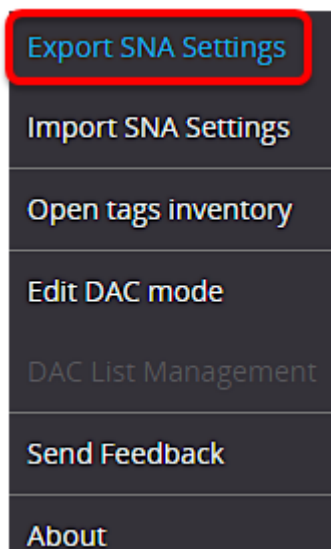 Export SNA Settings
Import SNA Settings
Open tags inventory
Edit DAC mode
DAC List Management
Send Feedback
About